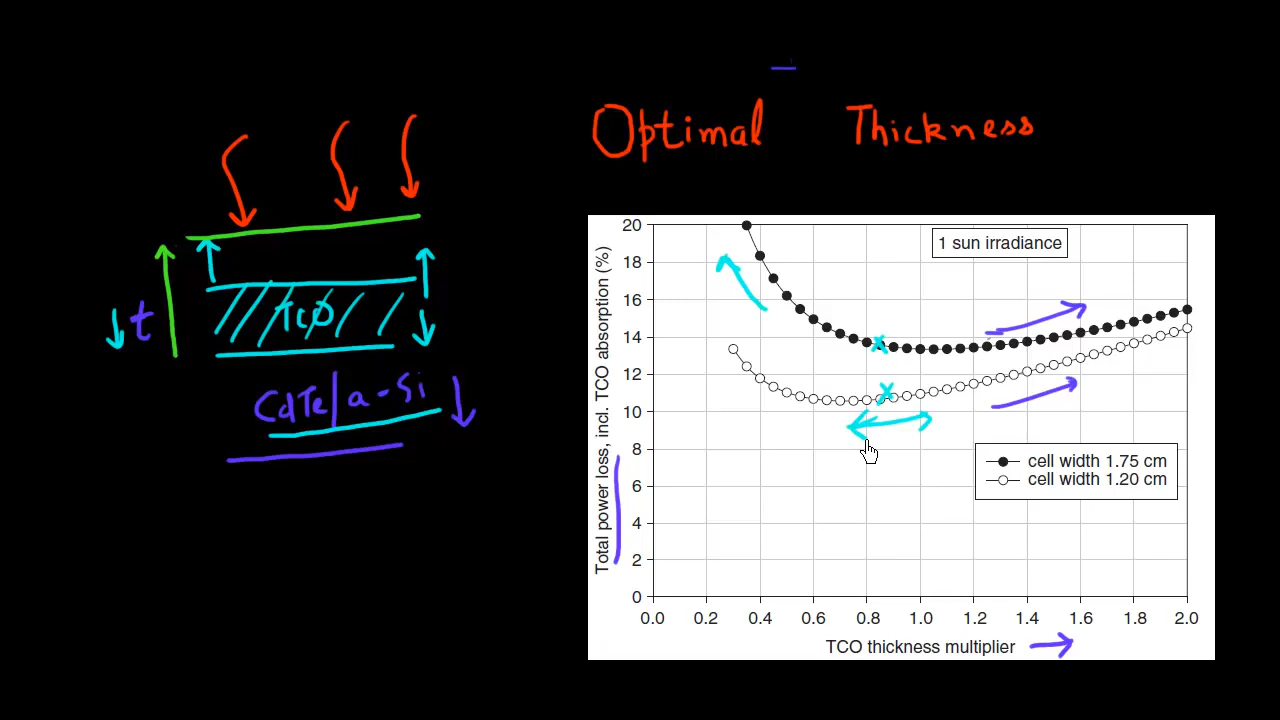 Optimal Thickness
t
TCO
CdTe/a-Si
1 sun irradiance
Total power loss, incl. TCO absorption (%)
20
18
16
14
12
10
8
6
4
2
0
cell width 1.75 cm
cell width 1.20 cm
0.0 0.2 0.4 0.6 0.8 1.0 1.2 1.4 1.6 1.8 2.0
TCO thickness multiplier